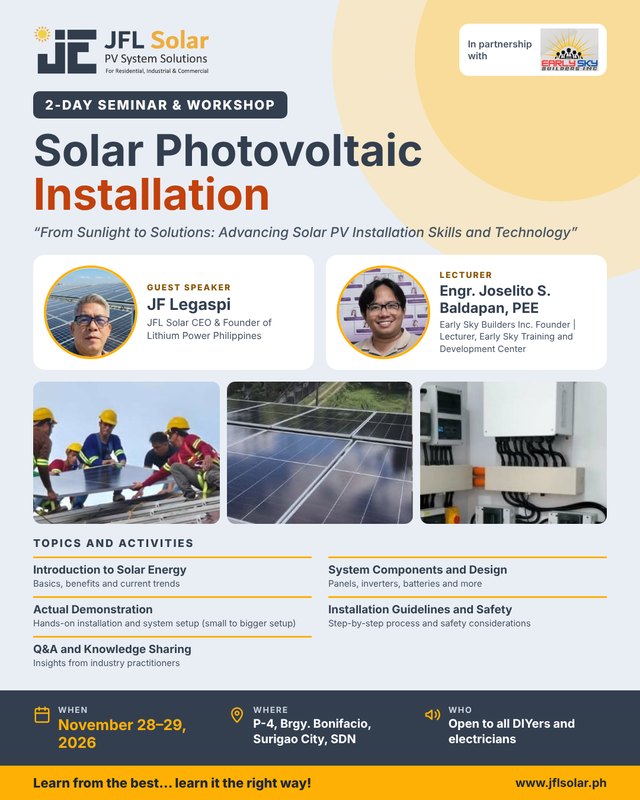 JFL Solar
PV System Solutions
For Residential, Industrial & Commercial
In partnership
with
EARLY SKY
BUILDERS INC.
2-DAY SEMINAR & WORKSHOP
Solar Photovoltaic
Installation
“From Sunlight to Solutions: Advancing Solar PV Installation Skills and Technology”
GUEST SPEAKER
JF Legaspi
JFL Solar CEO & Founder of
Lithium Power Philippines
LECTURER
Engr. Joselito S.
Baldapan, PEE
Early Sky Builders Inc. Founder |
Lecturer, Early Sky Training and
Development Center
TOPICS AND ACTIVITIES
Introduction to Solar Energy
Basics, benefits and current trends
System Components and Design
Panels, inverters, batteries and more
Actual Demonstration
Hands-on installation and system setup (small to bigger setup)
Installation Guidelines and Safety
Step-by-step process and safety considerations
Q&A and Knowledge Sharing
Insights from industry practitioners
WHEN
November 28–29,
2026
WHERE
P-4, Brgy. Bonifacio,
Surigao City, SDN
WHO
Open to all DIYers and
electricians
Learn from the best... learn it the right way!
www.jflsolar.ph